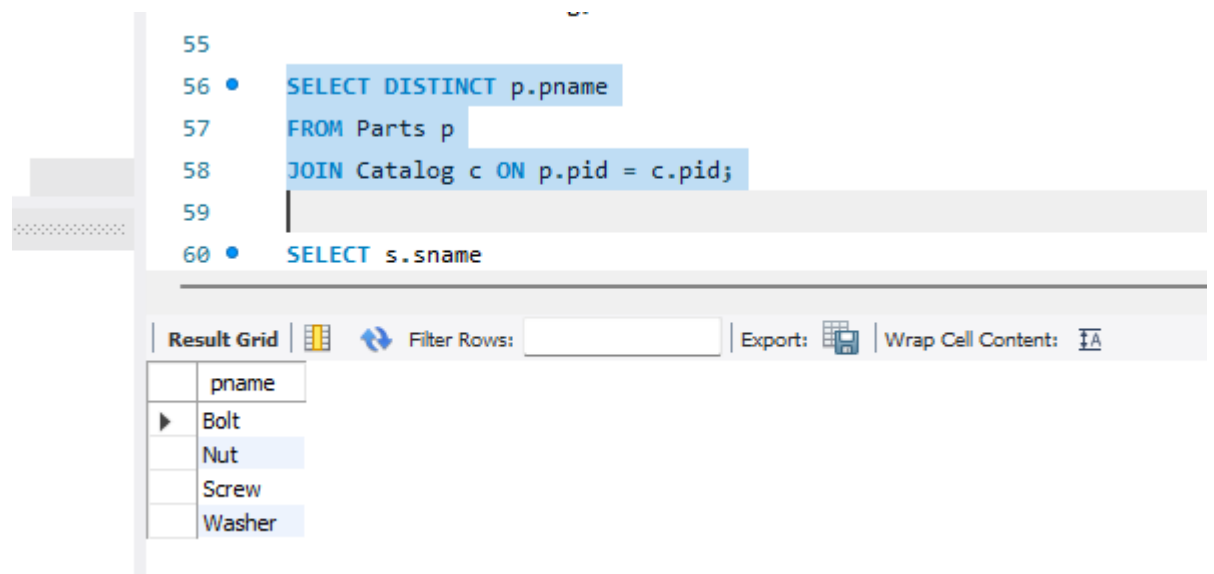 55
56 SELECT DISTINCT p.pname
57 FROM Parts p
58 JOIN Catalog c ON p.pid = c.pid;
59
60 SELECT s.sname
Result Grid Filter Rows: Export: Wrap Cell Content: IA
pname
Bolt
Nut
Screw
Washer